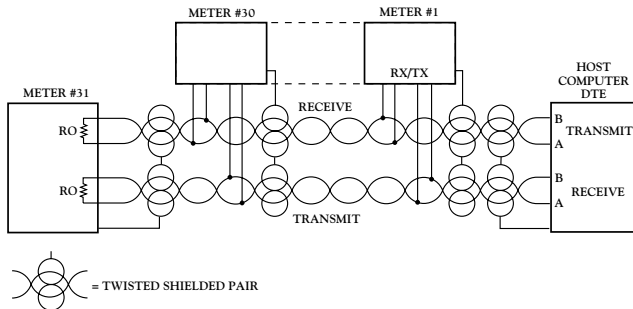 METER #30
METER #1
METER #31
HOST
COMPUTER
DTE
RX/TX
RECEIVE
RO
B
TRANSMIT
A
RO
B
RECEIVE
A
TRANSMIT
= TWISTED SHIELDED PAIR